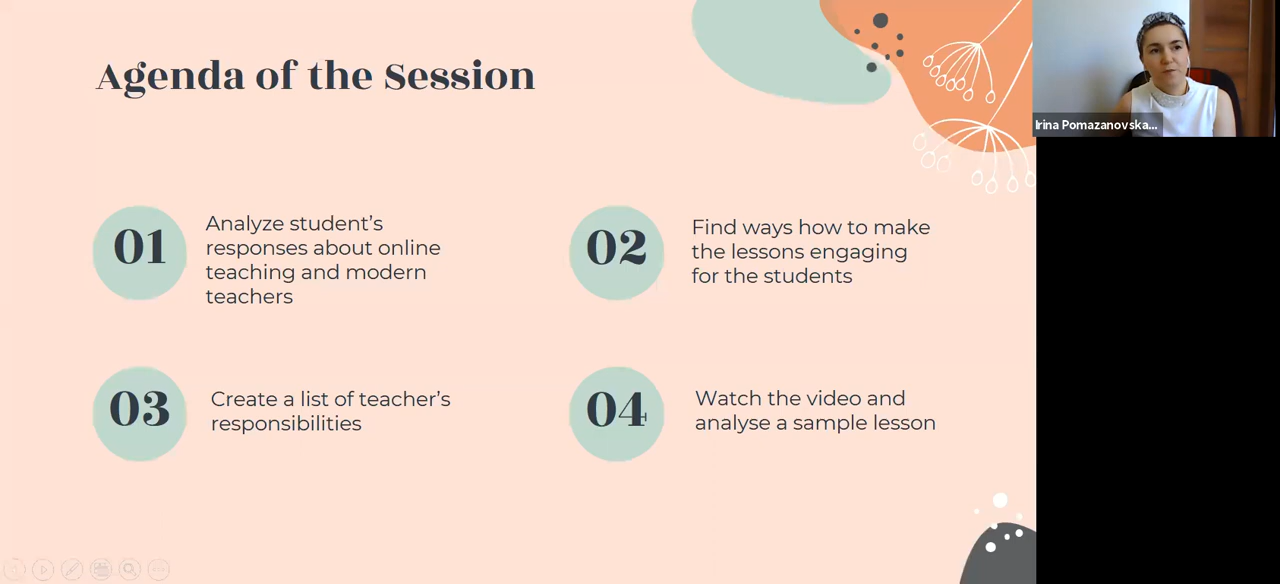 Agenda of the Session
Irina Pomazanovska...
01
Analyze student’s
responses about online
teaching and modern
teachers
02
Find ways how to make
the lessons engaging
for the students
03
Create a list of teacher’s
responsibilities
04
Watch the video and
analyse a sample lesson